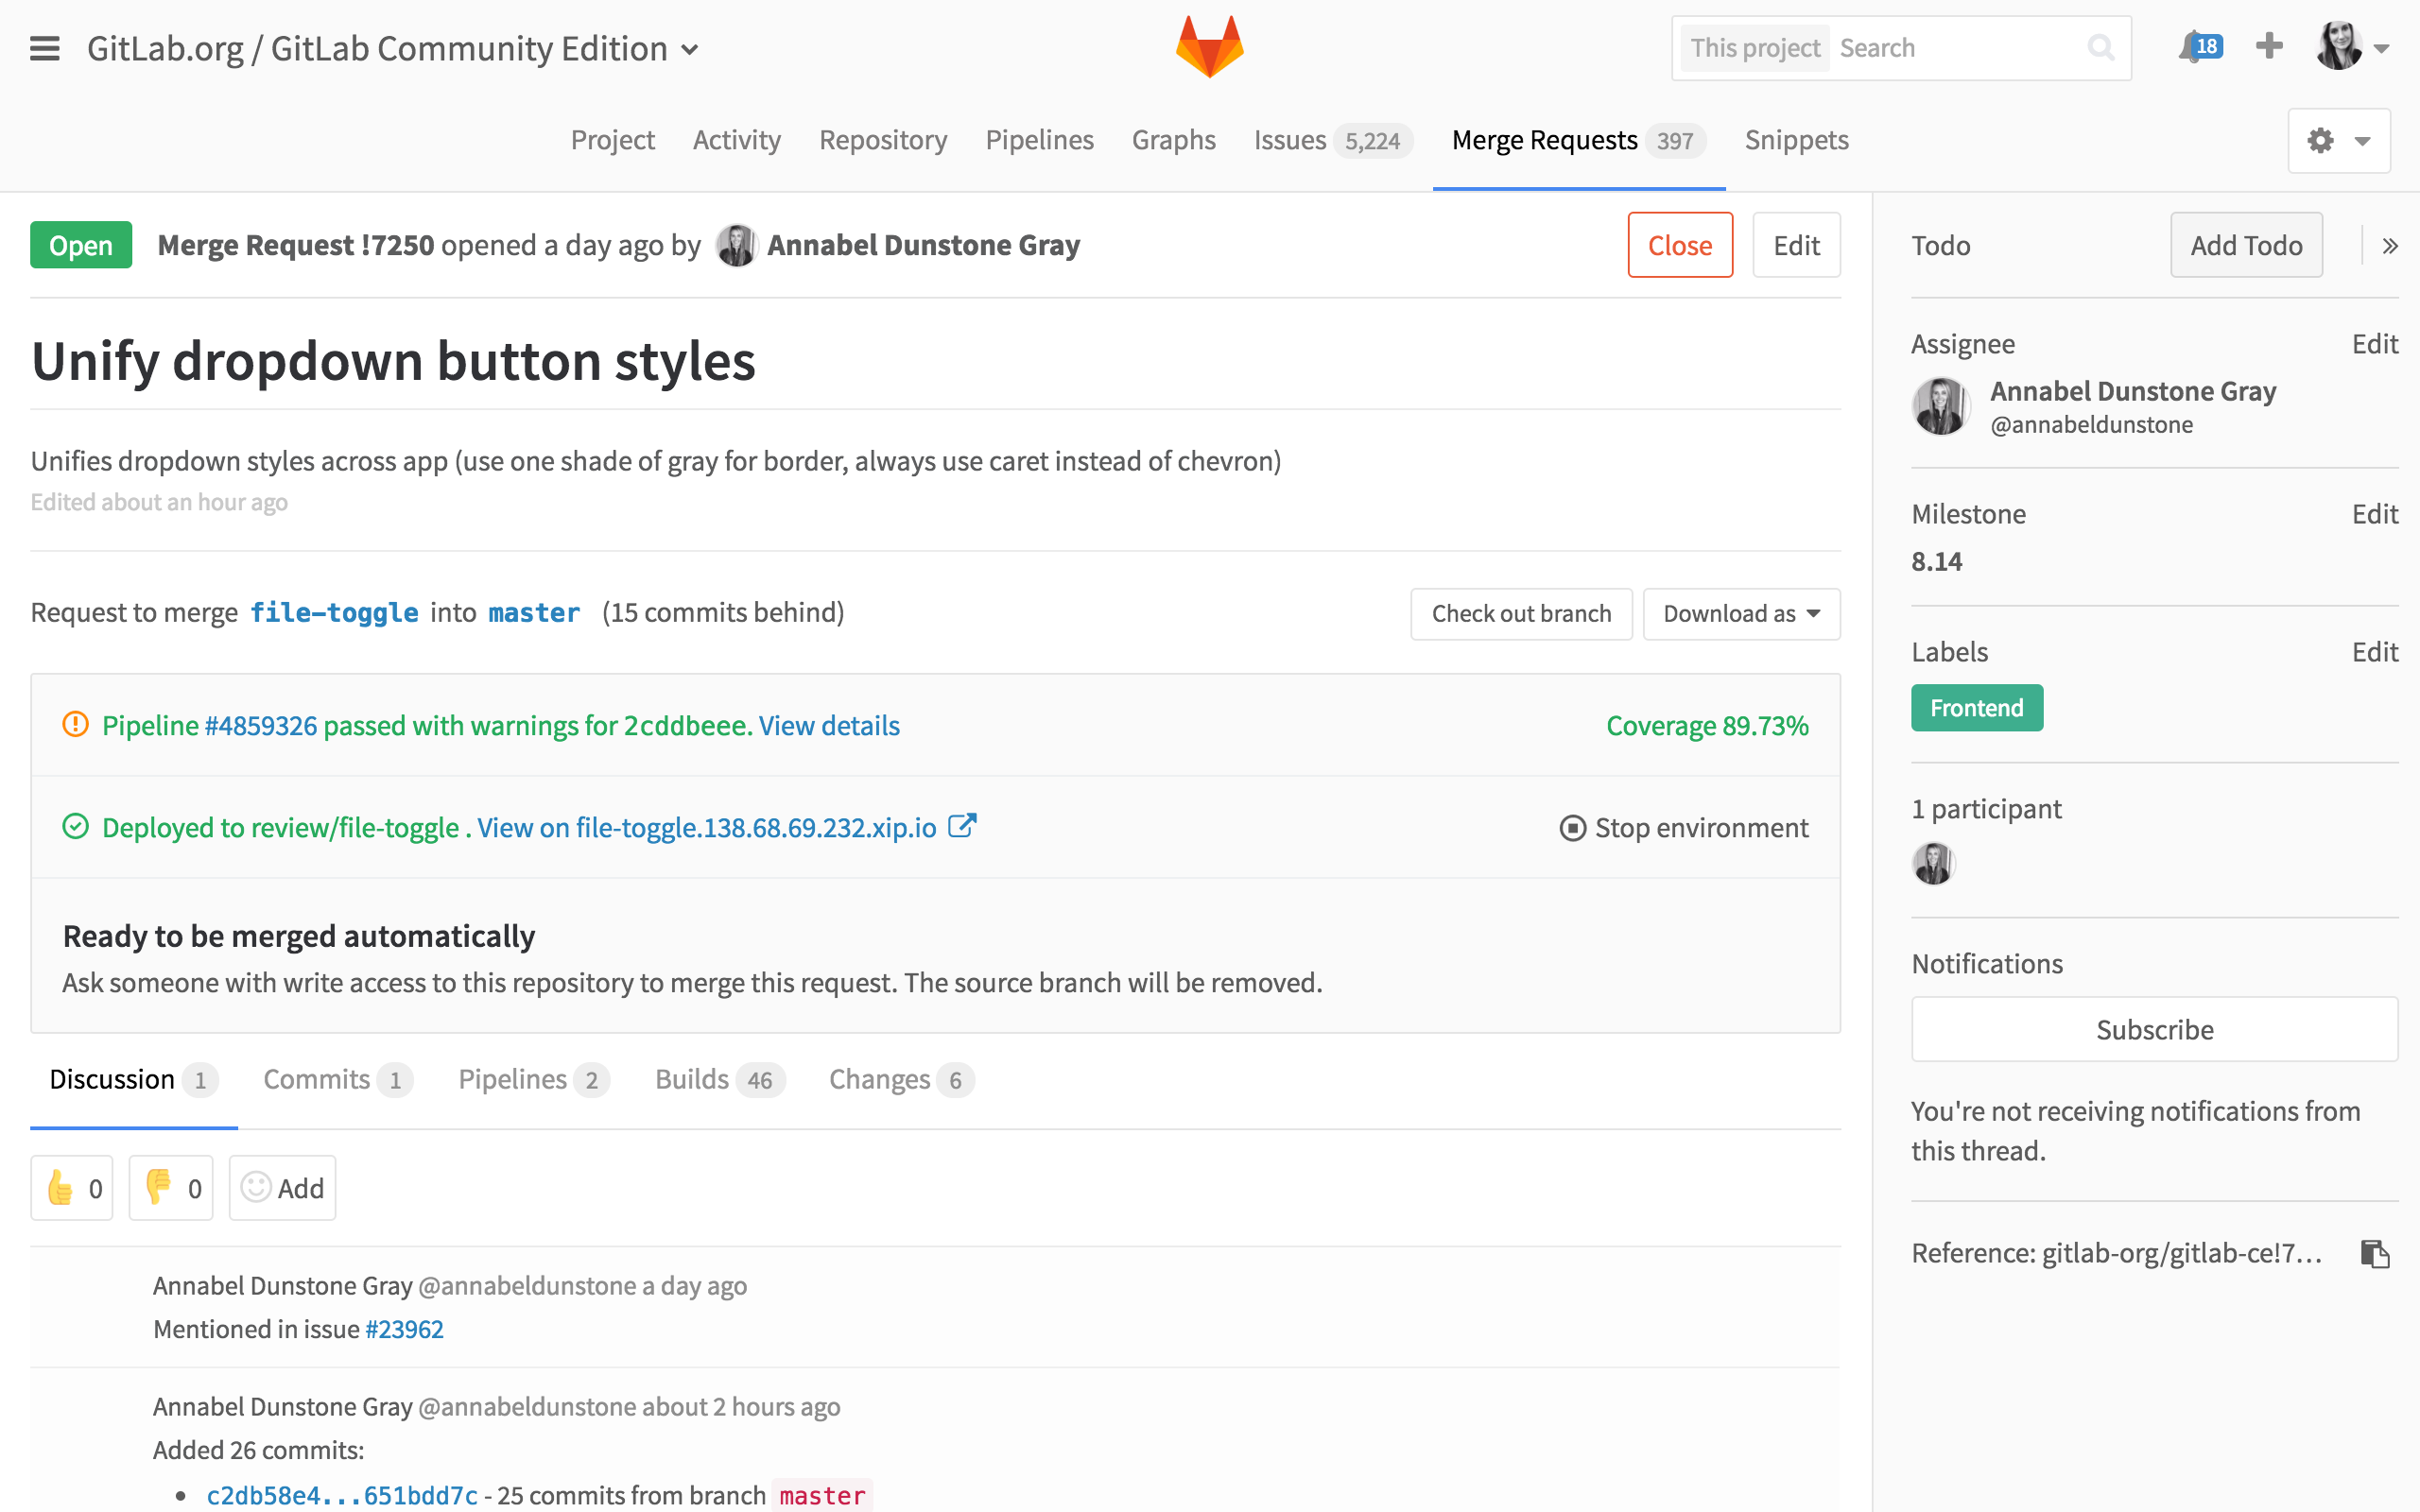 GitLab.org / GitLab Community Edition
This project Search
18
Project Activity Repository Pipelines Graphs Issues 5,224 Merge Requests 397 Snippets
Open Merge Request !7250 opened a day ago by Annabel Dunstone Gray
Close Edit
Unify dropdown button styles
Unifies dropdown styles across app (use one shade of gray for border, always use caret instead of chevron)
Edited about an hour ago
Request to merge file-toggle into master (15 commits behind)
Check out branch Download as
Pipeline #4859326 passed with warnings for 2cddbeee. View details
Coverage 89.73%
Deployed to review/file-toggle . View on file-toggle.138.68.69.232.xip.io
Stop environment
Ready to be merged automatically
Ask someone with write access to this repository to merge this request. The source branch will be removed.
Discussion 1 Commits 1 Pipelines 2 Builds 46 Changes 6
0 0 Add
Annabel Dunstone Gray @annabeldunstone a day ago
Mentioned in issue #23962
Annabel Dunstone Gray @annabeldunstone about 2 hours ago
Added 26 commits:
c2db58e4...651bdd7c - 25 commits from branch master
Todo Add Todo
Assignee Edit
Annabel Dunstone Gray
@annabeldunstone
Milestone Edit
8.14
Labels Edit
Frontend
1 participant
Notifications
Subscribe
You're not receiving notifications from
this thread.
Reference: gitlab-org/gitlab-ce!7…